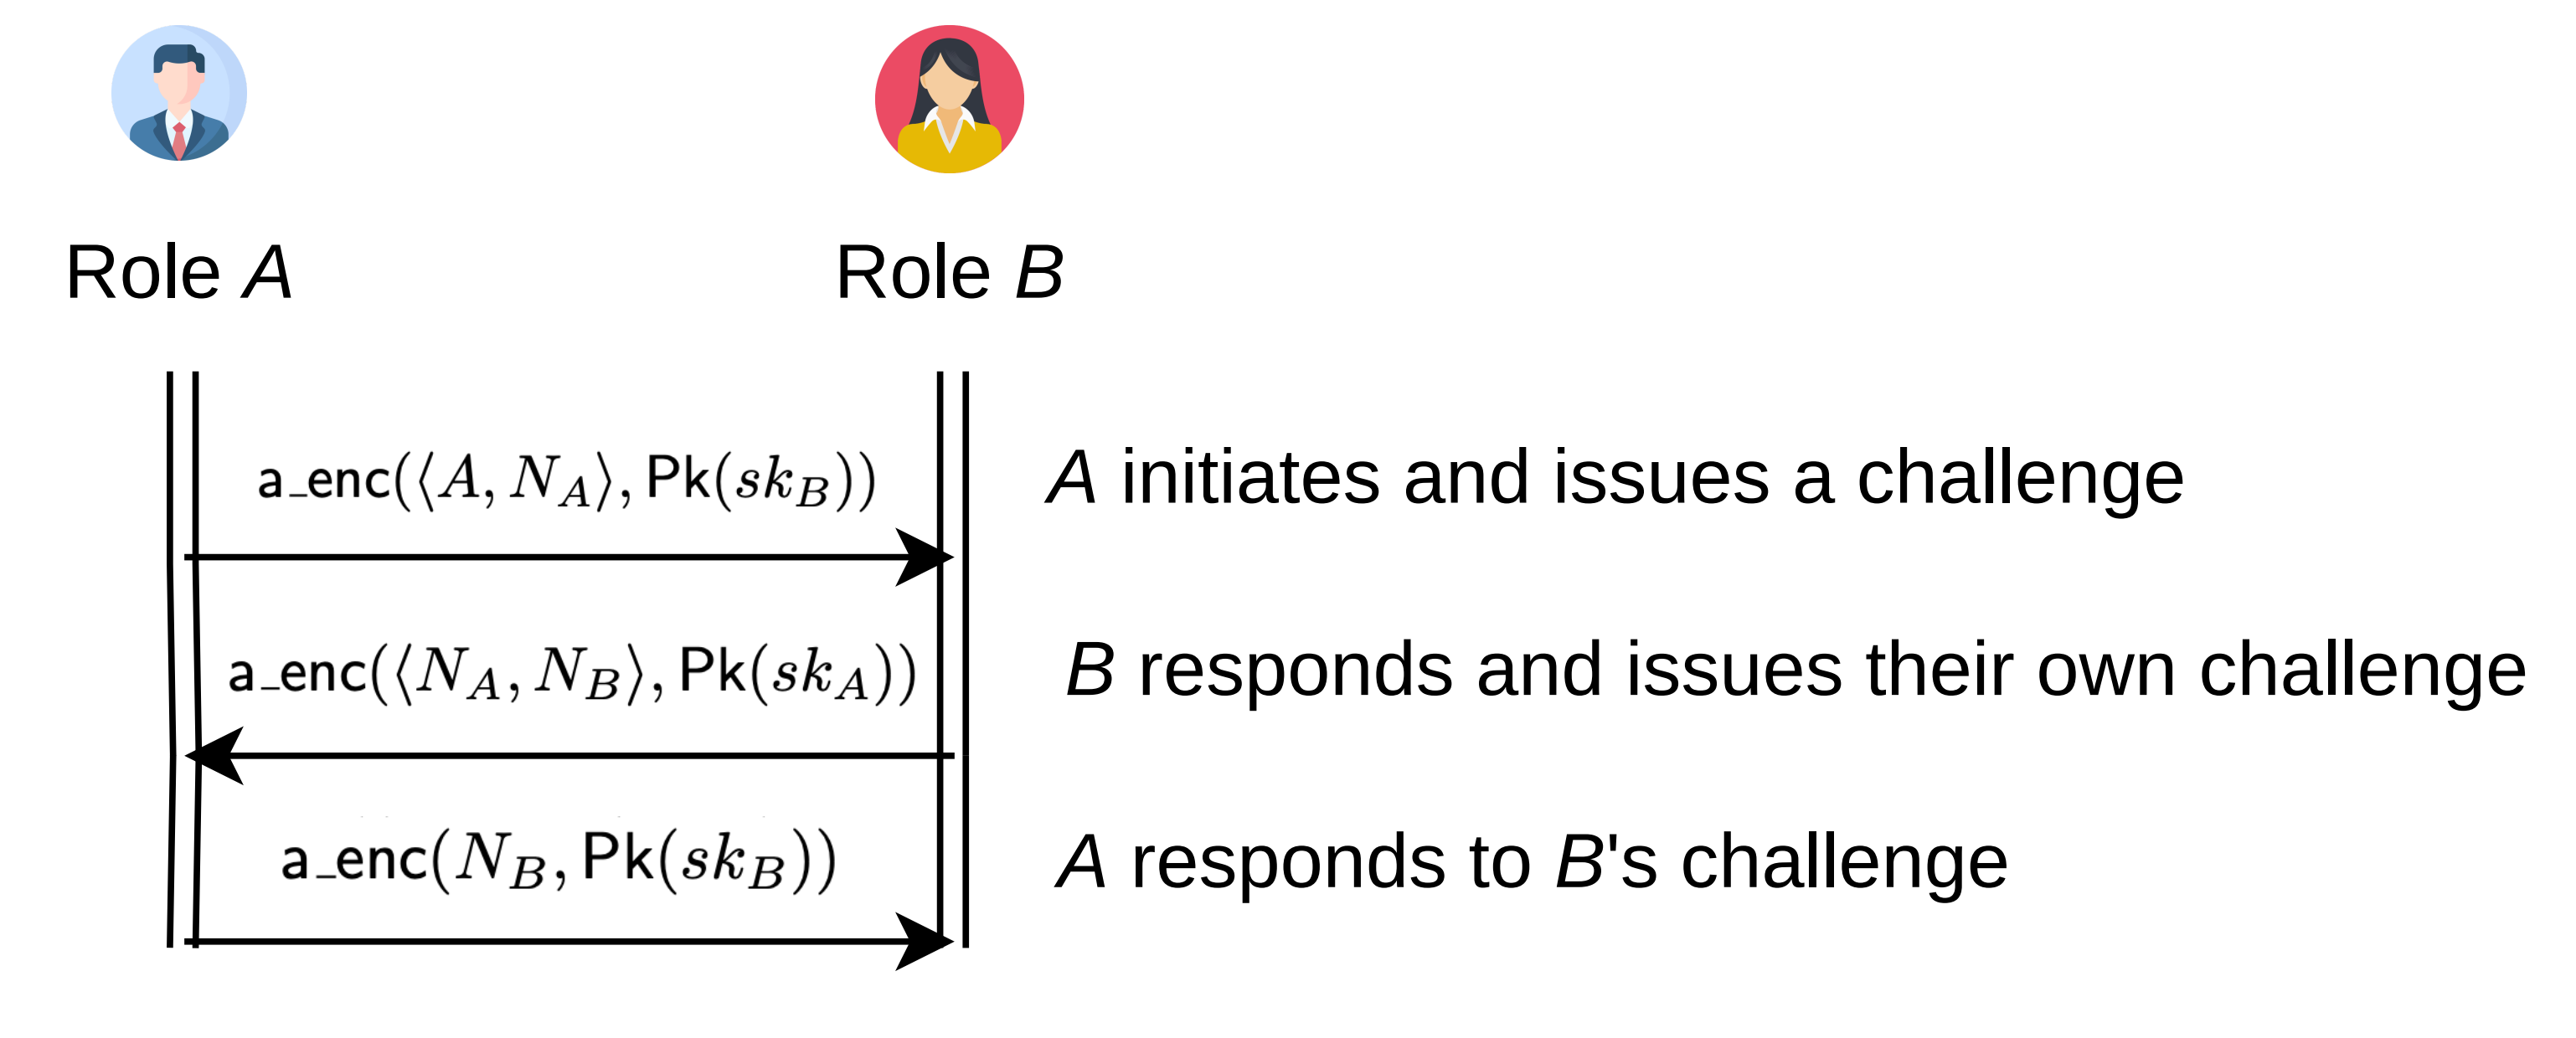 Role A
Role B
a_enc(⟨A, N_A⟩, Pk(sk_B))
A initiates and issues a challenge
a_enc(⟨N_A, N_B⟩, Pk(sk_A))
B responds and issues their own challenge
a_enc(N_B, Pk(sk_B))
A responds to B's challenge